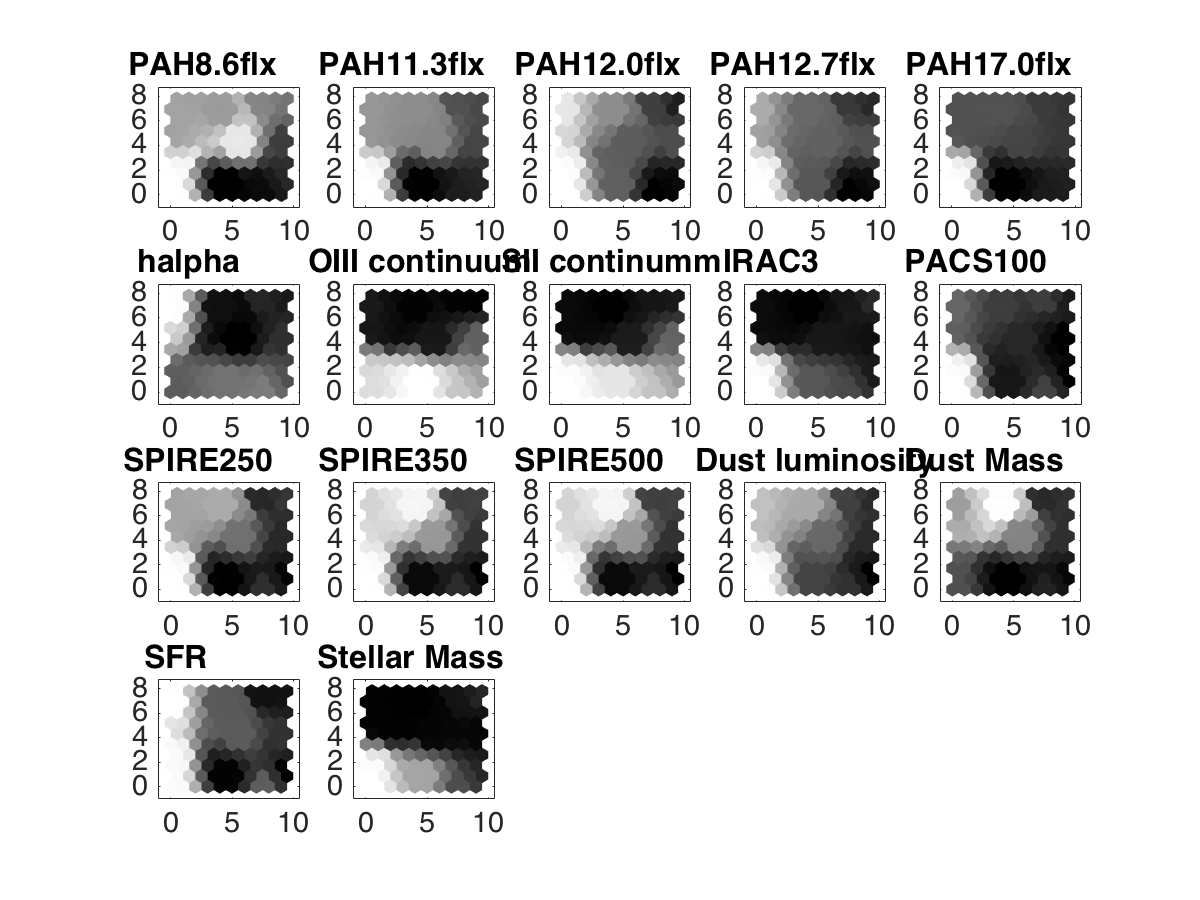 PAH8.6flx PAH11.3flx PAH12.0flx PAH12.7flx PAH17.0flx
8 8 8 8 8
6 6 6 6 6
4 4 4 4 4
2 2 2 2 2
0 0 0 0 0
0 5 10 0 5 10 0 5 10 0 5 10 0 5 10
halpha OIII continuum SII continumm IRAC3 PACS100
8 8 8 8 8
6 6 6 6 6
4 4 4 4 4
2 2 2 2 2
0 0 0 0 0
0 5 10 0 5 10 0 5 10 0 5 10 0 5 10
SPIRE250 SPIRE350 SPIRE500 Dust luminosity Dust Mass
8 8 8 8 8
6 6 6 6 6
4 4 4 4 4
2 2 2 2 2
0 0 0 0 0
0 5 10 0 5 10 0 5 10 0 5 10 0 5 10
SFR Stellar Mass
8 8
6 6
4 4
2 2
0 0
0 5 10 0 5 10